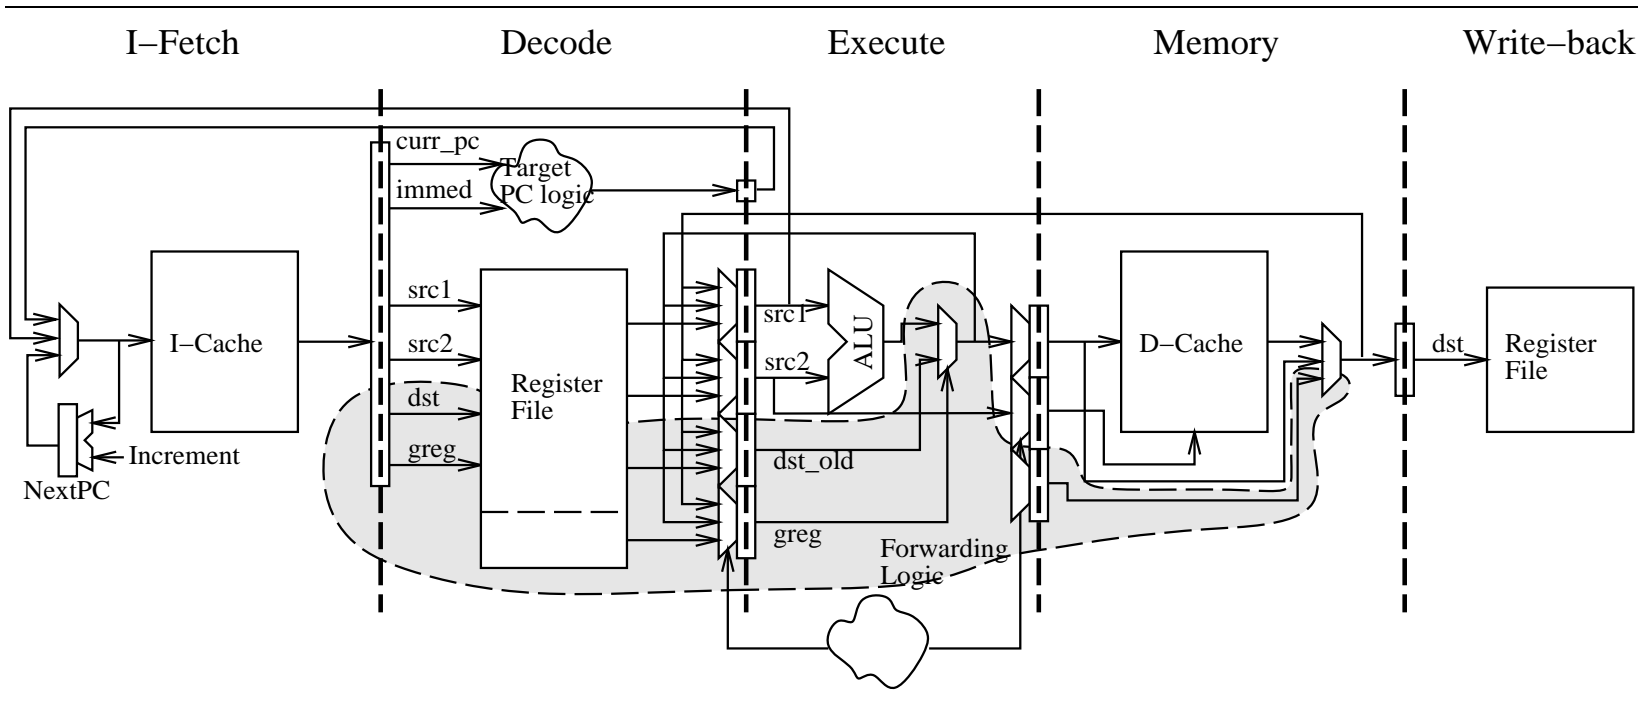 I–Fetch
Decode
Execute
Memory
Write–back
curr_pc
immed
Target
PC logic
src1
src2
dst
greg
Register
File
I–Cache
Increment
NextPC
src1
src2
ALU
dst_old
greg
Forwarding
Logic
D–Cache
dst
Register
File